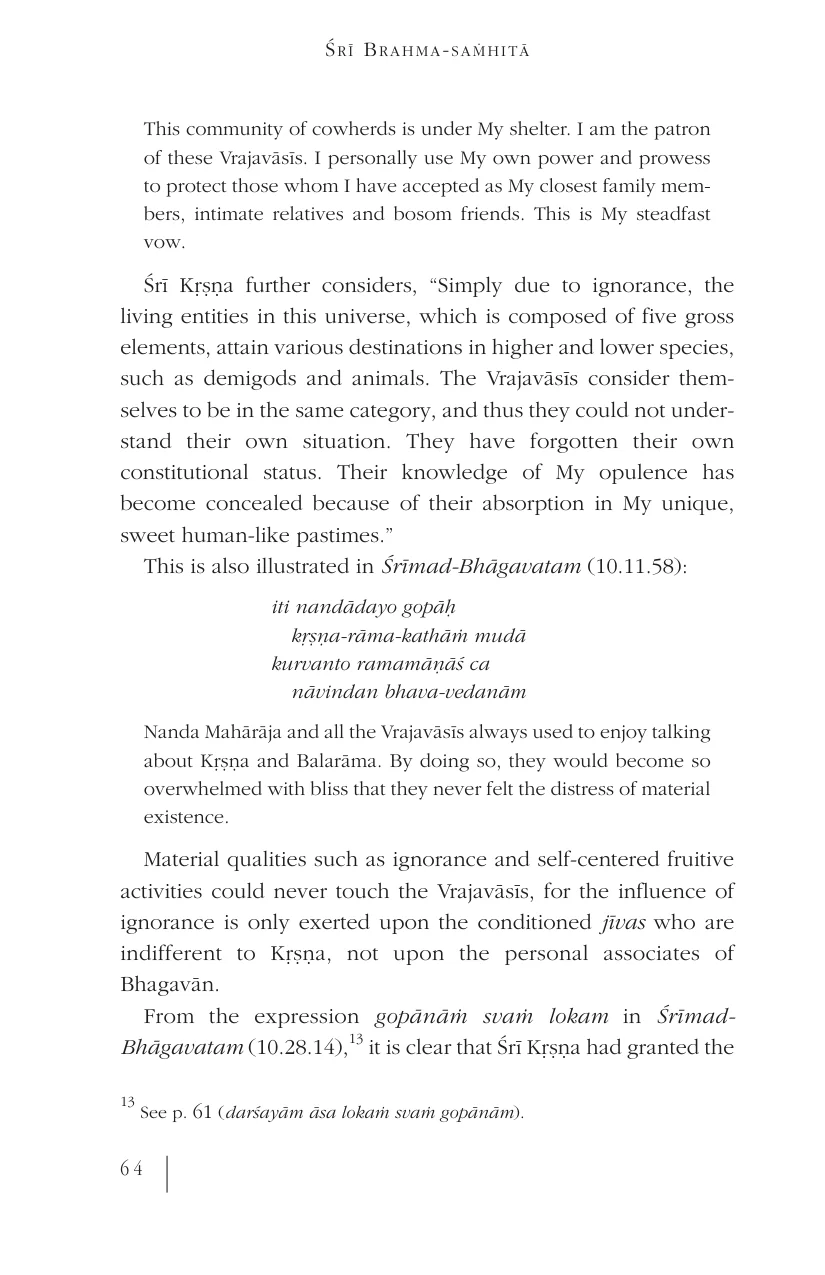 Śrī Brahma-saṁhitā
This community of cowherds is under My shelter. I am the patron
of these Vrajavāsīs. I personally use My own power and prowess
to protect those whom I have accepted as My closest family mem-
bers, intimate relatives and bosom friends. This is My steadfast
vow.
Śrī Kṛṣṇa further considers, “Simply due to ignorance, the
living entities in this universe, which is composed of five gross
elements, attain various destinations in higher and lower species,
such as demigods and animals. The Vrajavāsīs consider them-
selves to be in the same category, and thus they could not under-
stand their own situation. They have forgotten their own
constitutional status. Their knowledge of My opulence has
become concealed because of their absorption in My unique,
sweet human-like pastimes.”
This is also illustrated in Śrīmad-Bhāgavatam (10.11.58):
iti nandādayo gopāḥ
kṛṣṇa-rāma-kathāṁ mudā
kurvanto ramamāṇāś ca
nāvindan bhava-vedanām
Nanda Mahārāja and all the Vrajavāsīs always used to enjoy talking
about Kṛṣṇa and Balarāma. By doing so, they would become so
overwhelmed with bliss that they never felt the distress of material
existence.
Material qualities such as ignorance and self-centered fruitive
activities could never touch the Vrajavāsīs, for the influence of
ignorance is only exerted upon the conditioned jīvas who are
indifferent to Kṛṣṇa, not upon the personal associates of
Bhagavān.
From the expression gopānāṁ svaṁ lokam in Śrīmad-
Bhāgavatam (10.28.14),13 it is clear that Śrī Kṛṣṇa had granted the
13 See p. 61 (darśayām āsa lokaṁ svaṁ gopānām).
64